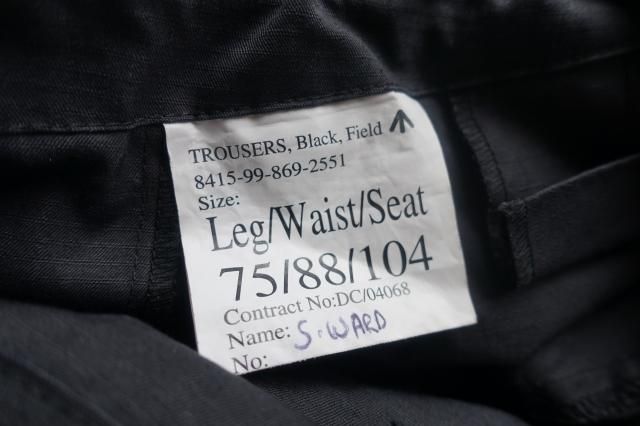 TROUSERS, Black, Field
8415-99-869-2551
Size:
Leg/Waist/Seat
75/88/104
Contract No:DC/04068
Name: S. WARD
No: